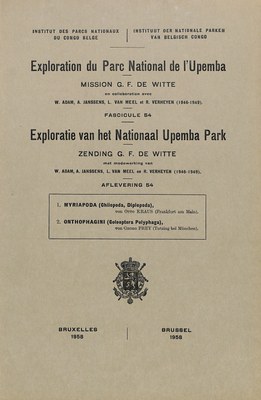 INSTITUT DES PARCS NATIONAUX
DU CONGO BELGE
INSTITUUT DER NATIONALE PARKEN
VAN BELGISCH CONGO
Exploration du Parc National de l'Upemba
MISSION G. F. DE WITTE
en collaboration avec
W. ADAM, A. JANSSENS, L. VAN MEEL et R. VERHEYEN (1946-1949).
FASCICULE 54
Exploratie van het Nationaal Upemba Park
ZENDING G. F. DE WITTE
met medewerking van
W. ADAM, A. JANSSENS, L. VAN MEEL en R. VERHEYEN (1946-1949).
AFLEVERING 54
1. MYRIAPODA (Chilopoda, Diplopoda),
von Otto KRAUS (Frankfurt am Main).
2. ONTHOPHAGINI (Coleoptera Polyphaga),
von Georg FREY (Tutzing bei München).
BRUXELLES
1958
BRUSSEL
1958